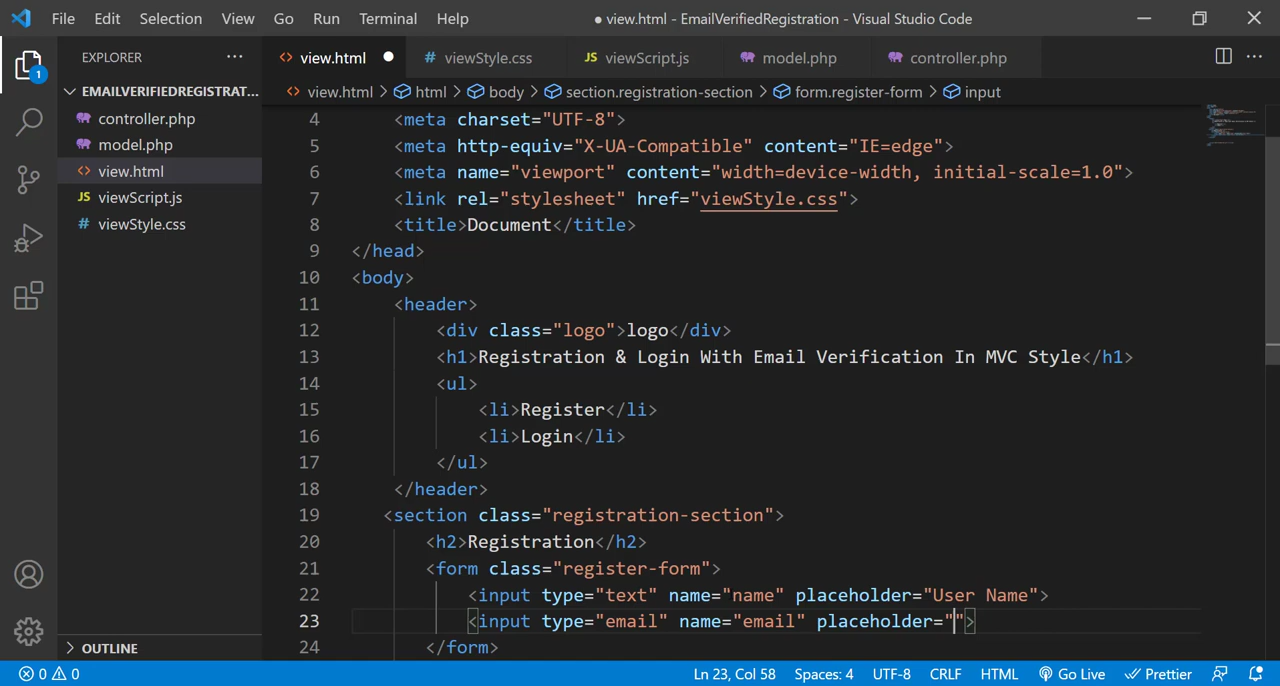 File Edit Selection View Go Run Terminal Help ● view.html - EmailVerifiedRegistration - Visual Studio Code
EXPLORER ···
<> view.html ● # viewStyle.css JS viewScript.js model.php controller.php ···
EMAILVERIFIEDREGISTRAT...
<> view.html > html > body > section.registration-section > form.register-form > input
controller.php
model.php
<> view.html
JS viewScript.js
# viewStyle.css
1
4 <meta charset="UTF-8">
5 <meta http-equiv="X-UA-Compatible" content="IE=edge">
6 <meta name="viewport" content="width=device-width, initial-scale=1.0">
7 <link rel="stylesheet" href="viewStyle.css">
8 <title>Document</title>
9 </head>
10 <body>
11 <header>
12 <div class="logo">logo</div>
13 <h1>Registration & Login With Email Verification In MVC Style</h1>
14 <ul>
15 <li>Register</li>
16 <li>Login</li>
17 </ul>
18 </header>
19 <section class="registration-section">
20 <h2>Registration</h2>
21 <form class="register-form">
22 <input type="text" name="name" placeholder="User Name">
23 <input type="email" name="email" placeholder="">
24 </form>
> OUTLINE
0 0 Ln 23, Col 58 Spaces: 4 UTF-8 CRLF HTML Go Live Prettier